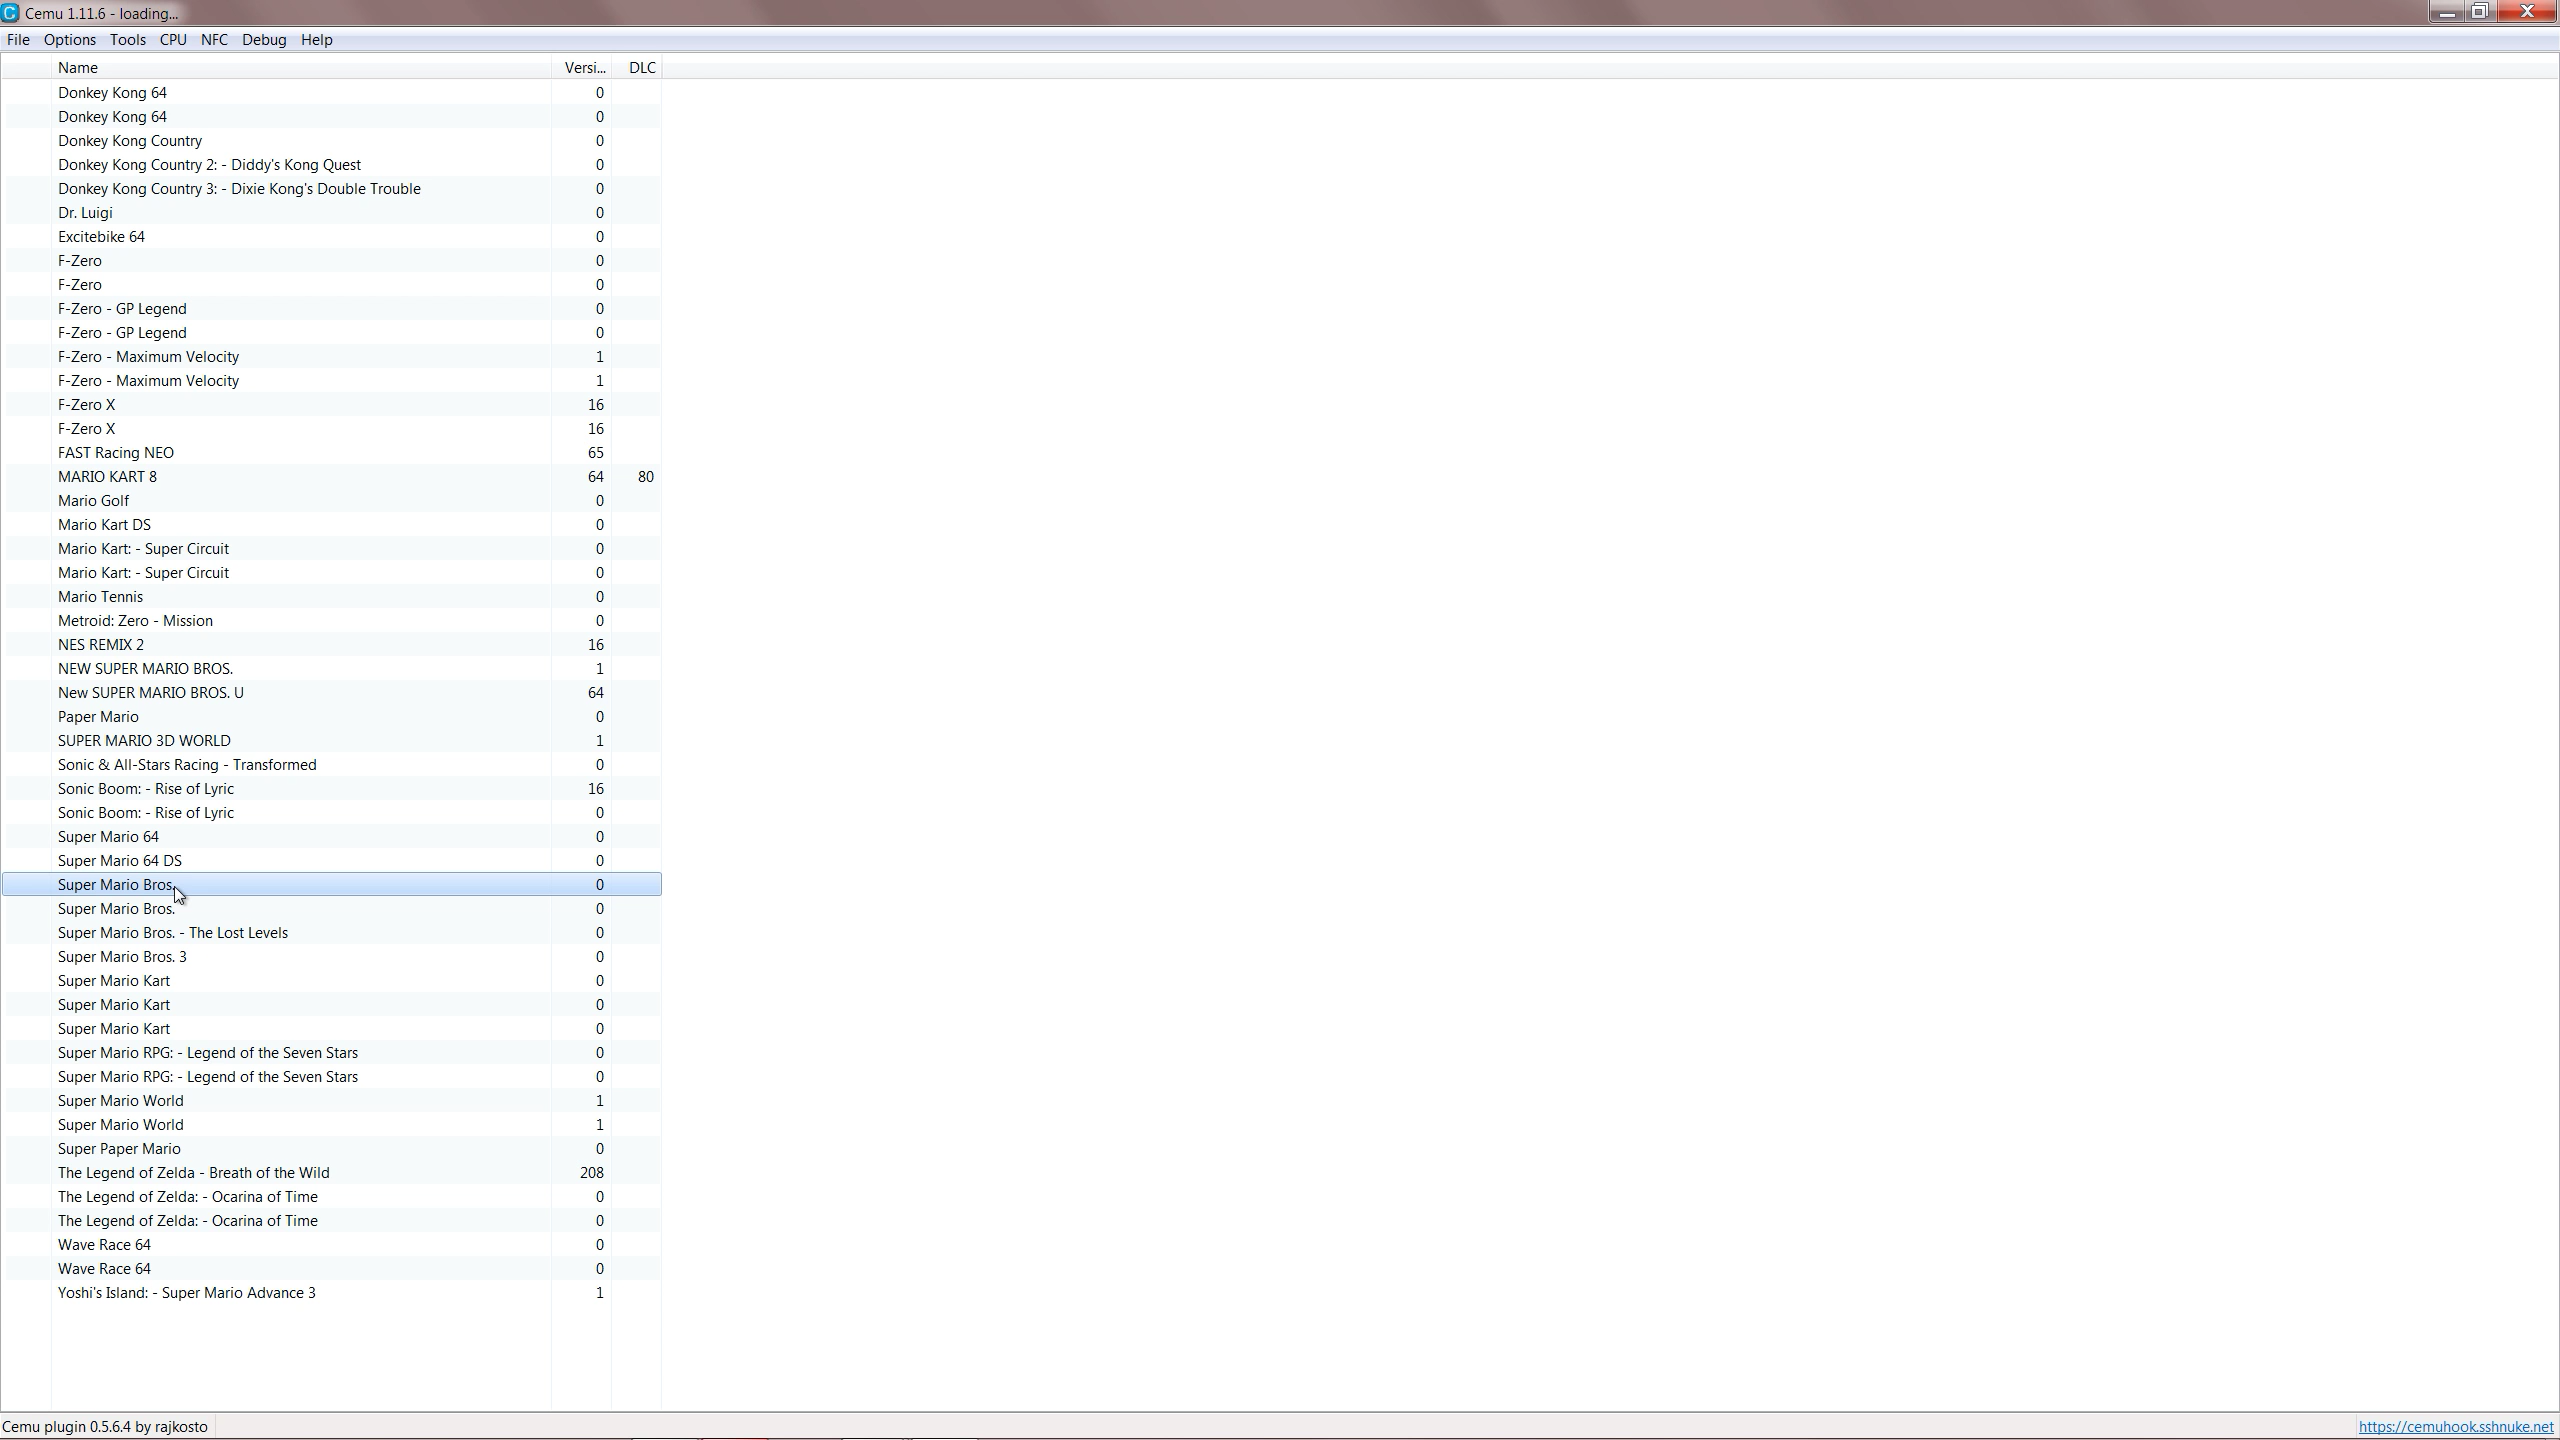 Cemu 1.11.6 - loading...
File Options Tools CPU NFC Debug Help
Name Versi... DLC
Donkey Kong 64 0
Donkey Kong 64 0
Donkey Kong Country 0
Donkey Kong Country 2: - Diddy's Kong Quest 0
Donkey Kong Country 3: - Dixie Kong's Double Trouble 0
Dr. Luigi 0
Excitebike 64 0
F-Zero 0
F-Zero 0
F-Zero - GP Legend 0
F-Zero - GP Legend 0
F-Zero - Maximum Velocity 1
F-Zero - Maximum Velocity 1
F-Zero X 16
F-Zero X 16
FAST Racing NEO 65
MARIO KART 8 64 80
Mario Golf 0
Mario Kart DS 0
Mario Kart: - Super Circuit 0
Mario Kart: - Super Circuit 0
Mario Tennis 0
Metroid: Zero - Mission 0
NES REMIX 2 16
NEW SUPER MARIO BROS. 1
New SUPER MARIO BROS. U 64
Paper Mario 0
SUPER MARIO 3D WORLD 1
Sonic & All-Stars Racing - Transformed 0
Sonic Boom: - Rise of Lyric 16
Sonic Boom: - Rise of Lyric 0
Super Mario 64 0
Super Mario 64 DS 0
Super Mario Bros. 0
Super Mario Bros. 0
Super Mario Bros. - The Lost Levels 0
Super Mario Bros. 3 0
Super Mario Kart 0
Super Mario Kart 0
Super Mario Kart 0
Super Mario RPG: - Legend of the Seven Stars 0
Super Mario RPG: - Legend of the Seven Stars 0
Super Mario World 1
Super Mario World 1
Super Paper Mario 0
The Legend of Zelda - Breath of the Wild 208
The Legend of Zelda: - Ocarina of Time 0
The Legend of Zelda: - Ocarina of Time 0
Wave Race 64 0
Wave Race 64 0
Yoshi's Island: - Super Mario Advance 3 1
Cemu plugin 0.5.6.4 by rajkosto https://cemuhook.sshnuke.net